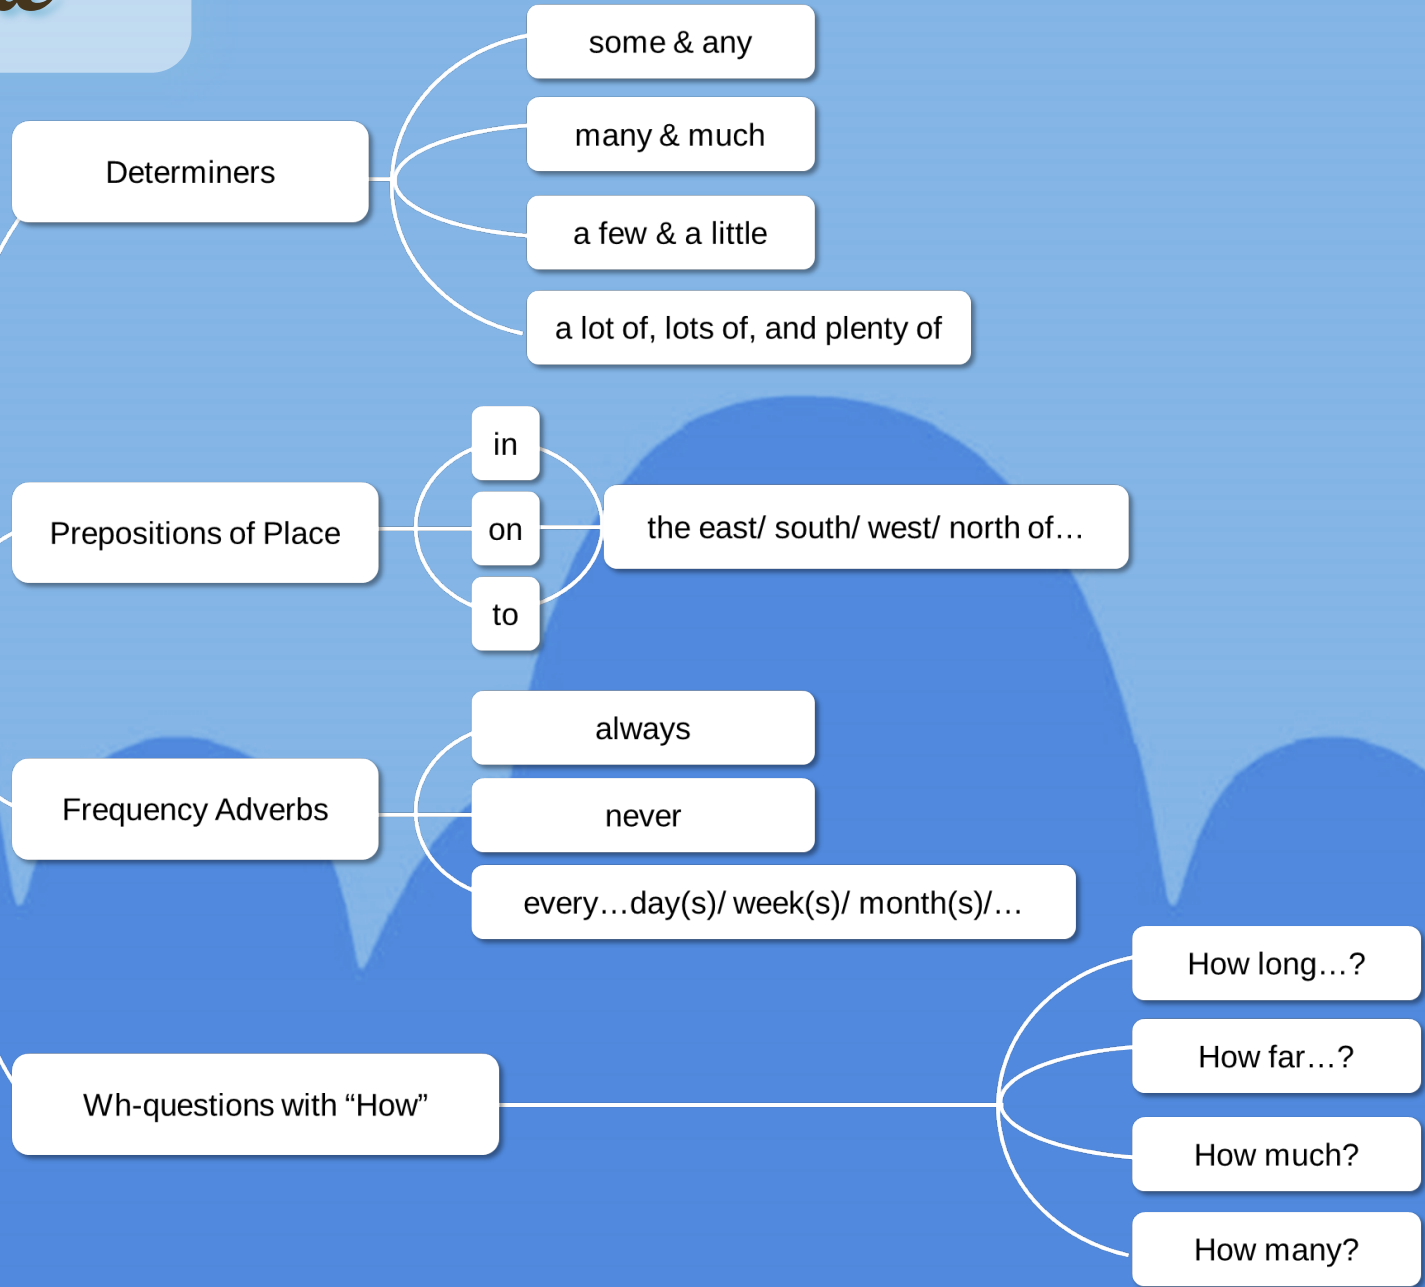 Determiners
some & any
many & much
a few & a little
a lot of, lots of, and plenty of
Prepositions of Place
in
on
to
the east/ south/ west/ north of…
Frequency Adverbs
always
never
every…day(s)/ week(s)/ month(s)/…
Wh-questions with “How”
How long…?
How far…?
How much?
How many?